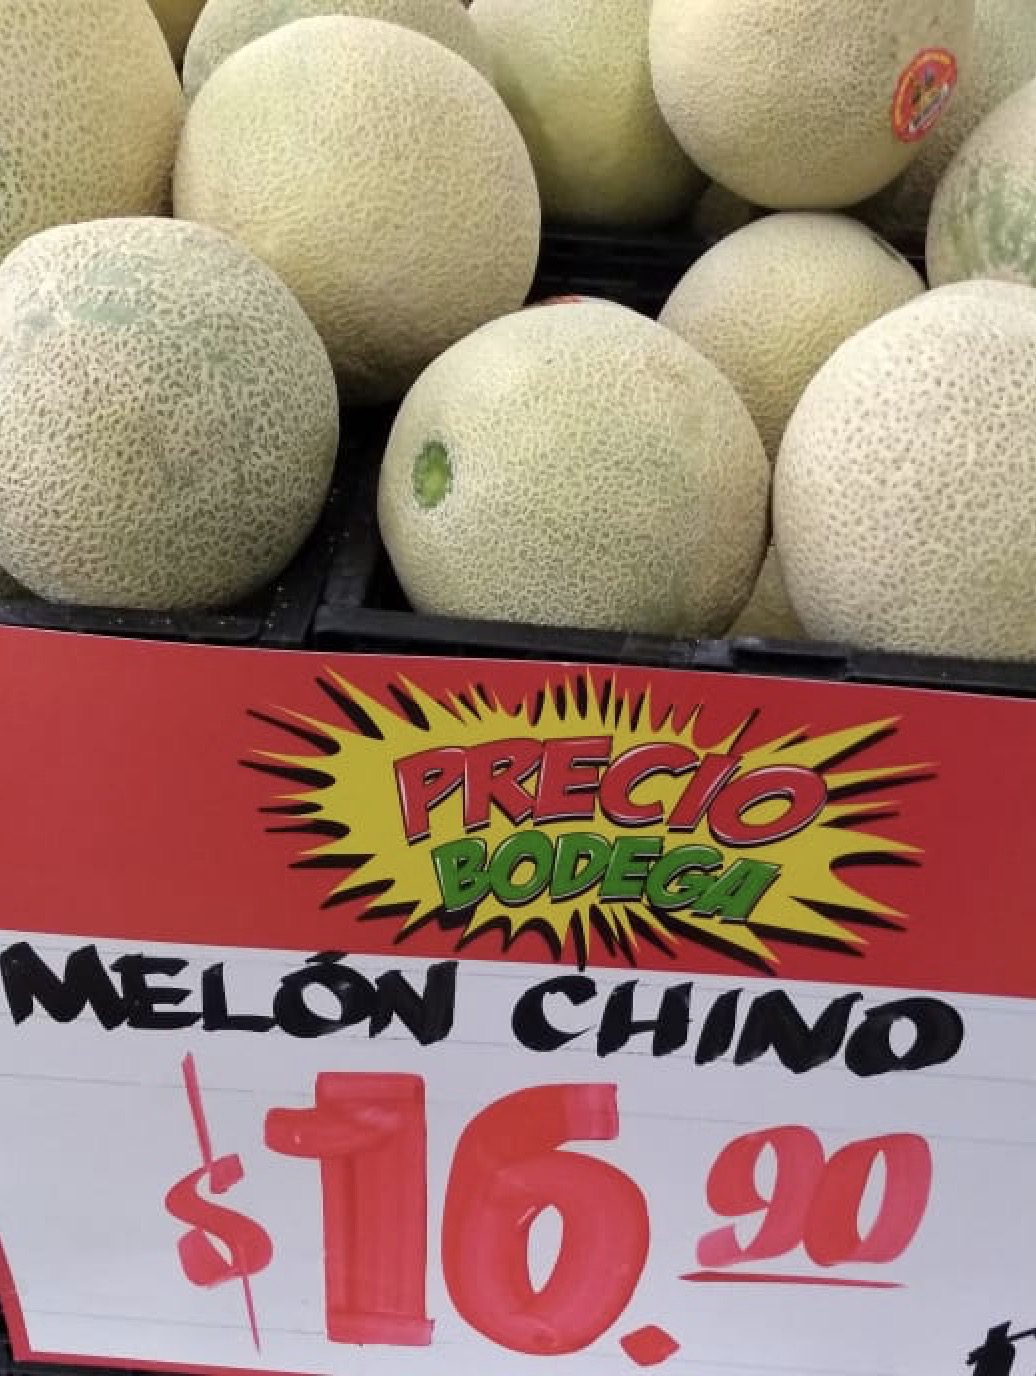 PRECIO
BODEGA
MELÓN CHINO
$16.90